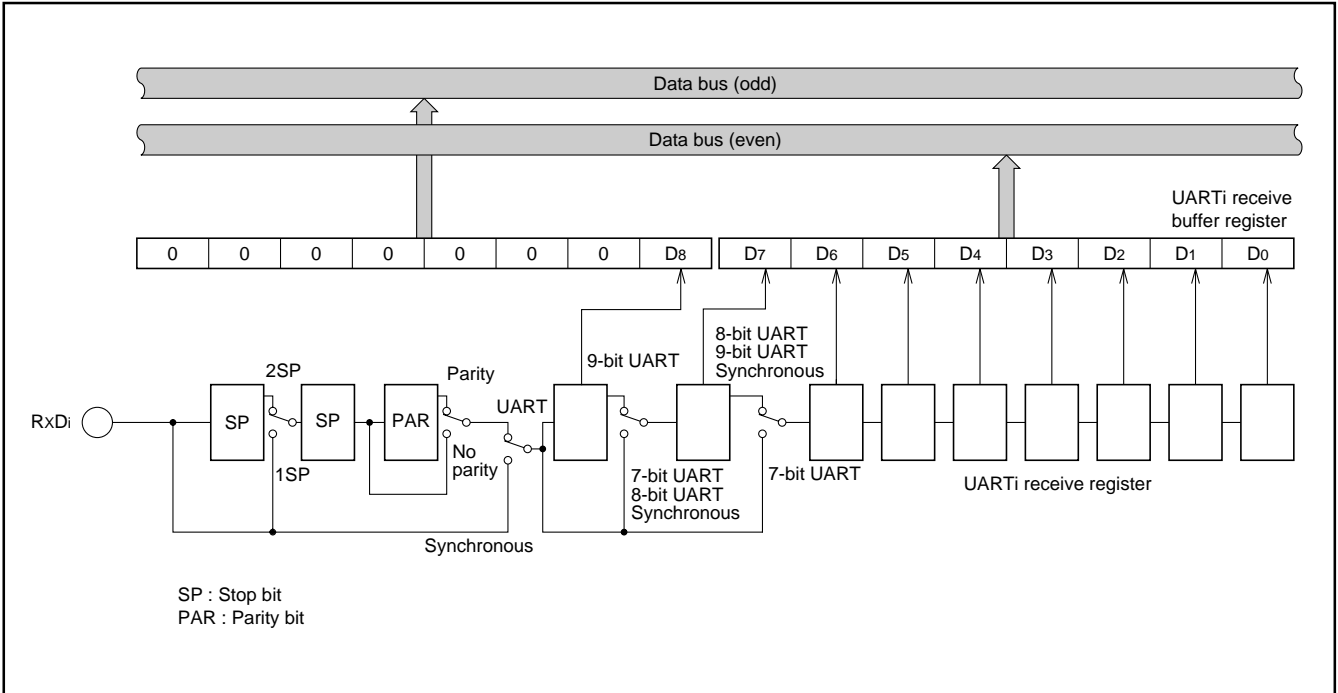 Data bus (odd)
Data bus (even)
UARTi receive
buffer register
0 0 0 0 0 0 0 D8 D7 D6 D5 D4 D3 D2 D1 D0
8-bit UART
9-bit UART
Synchronous
9-bit UART
2SP
Parity
UART
RxDi
SP
SP
PAR
No
parity
1SP
7-bit UART
8-bit UART
Synchronous
7-bit UART
UARTi receive register
Synchronous
SP : Stop bit
PAR : Parity bit